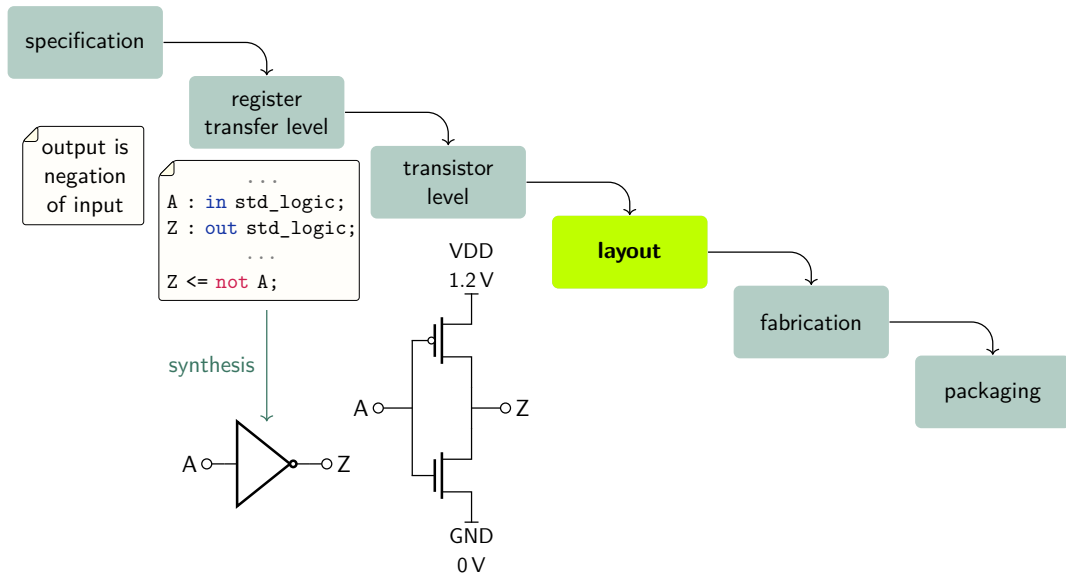 specification
register
transfer level
output is
negation
of input
...
A : in std_logic;
Z : out std_logic;
...
Z <= not A;
synthesis
A
Z
transistor
level
VDD
1.2 V
A
Z
GND
0 V
layout
fabrication
packaging